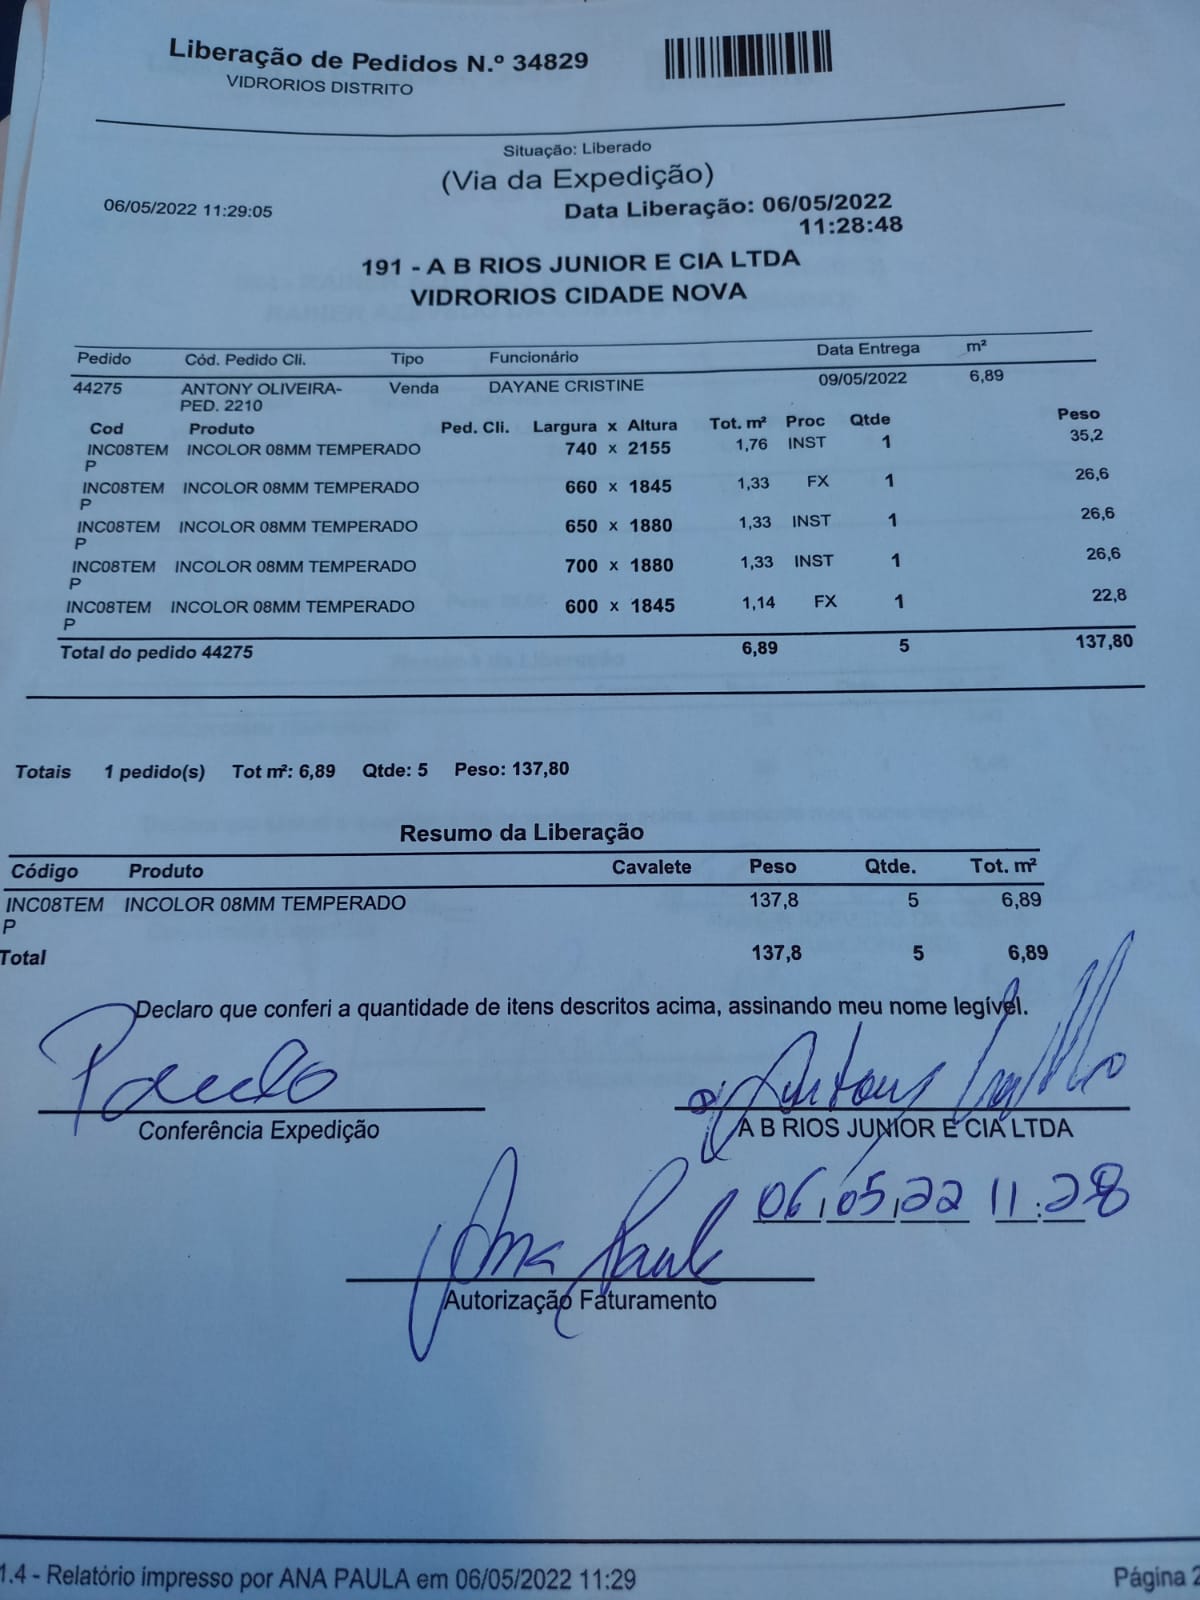 Liberação de Pedidos N.º 34829
VIDRORIOS DISTRITO
Situação: Liberado
(Via da Expedição)
06/05/2022 11:29:05 Data Liberação: 06/05/2022
11:28:48
191 - A B RIOS JUNIOR E CIA LTDA
VIDRORIOS CIDADE NOVA
Pedido Cód. Pedido Cli. Tipo Funcionário Data Entrega m²
44275 ANTONY OLIVEIRA- Venda DAYANE CRISTINE 09/05/2022 6,89
PED. 2210
Cod Produto Ped. Cli. Largura x Altura Tot. m² Proc Qtde Peso
INC08TEM INCOLOR 08MM TEMPERADO 740 x 2155 1,76 INST 1 35,2
P
INC08TEM INCOLOR 08MM TEMPERADO 660 x 1845 1,33 FX 1 26,6
P
INC08TEM INCOLOR 08MM TEMPERADO 650 x 1880 1,33 INST 1 26,6
P
INC08TEM INCOLOR 08MM TEMPERADO 700 x 1880 1,33 INST 1 26,6
P
INC08TEM INCOLOR 08MM TEMPERADO 600 x 1845 1,14 FX 1 22,8
P
Total do pedido 44275 6,89 5 137,80
Totais 1 pedido(s) Tot m²: 6,89 Qtde: 5 Peso: 137,80
Resumo da Liberação
Código Produto Cavalete Peso Qtde. Tot. m²
INC08TEM INCOLOR 08MM TEMPERADO 137,8 5 6,89
P
Total 137,8 5 6,89
Declaro que conferi a quantidade de itens descritos acima, assinando meu nome legível.
Paulo
Conferência Expedição A B RIOS JUNIOR E CIA LTDA
06/05/22 11:28
Ana Paula
Autorização Faturamento
1.4 - Relatório impresso por ANA PAULA em 06/05/2022 11:29 Página 2